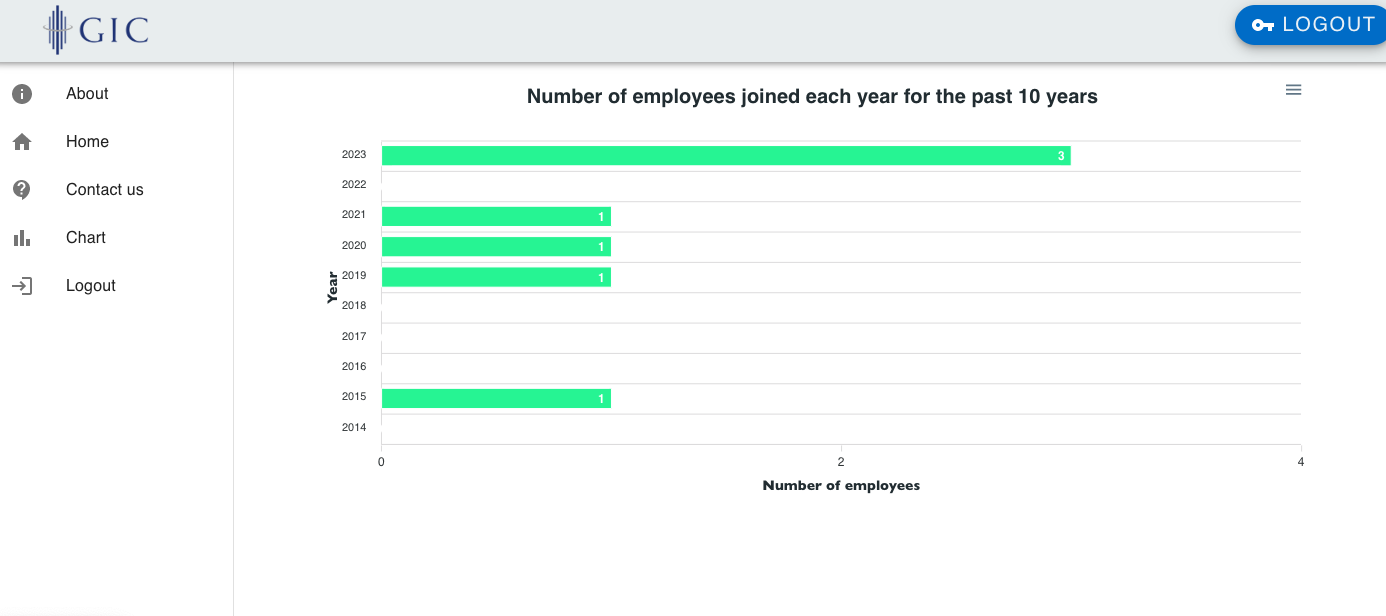 GIC
LOGOUT
About
Home
Contact us
Chart
Logout
Number of employees joined each year for the past 10 years
Year
2023
3
2022
2021
1
2020
1
2019
1
2018
2017
2016
2015
1
2014
0 2 4
Number of employees